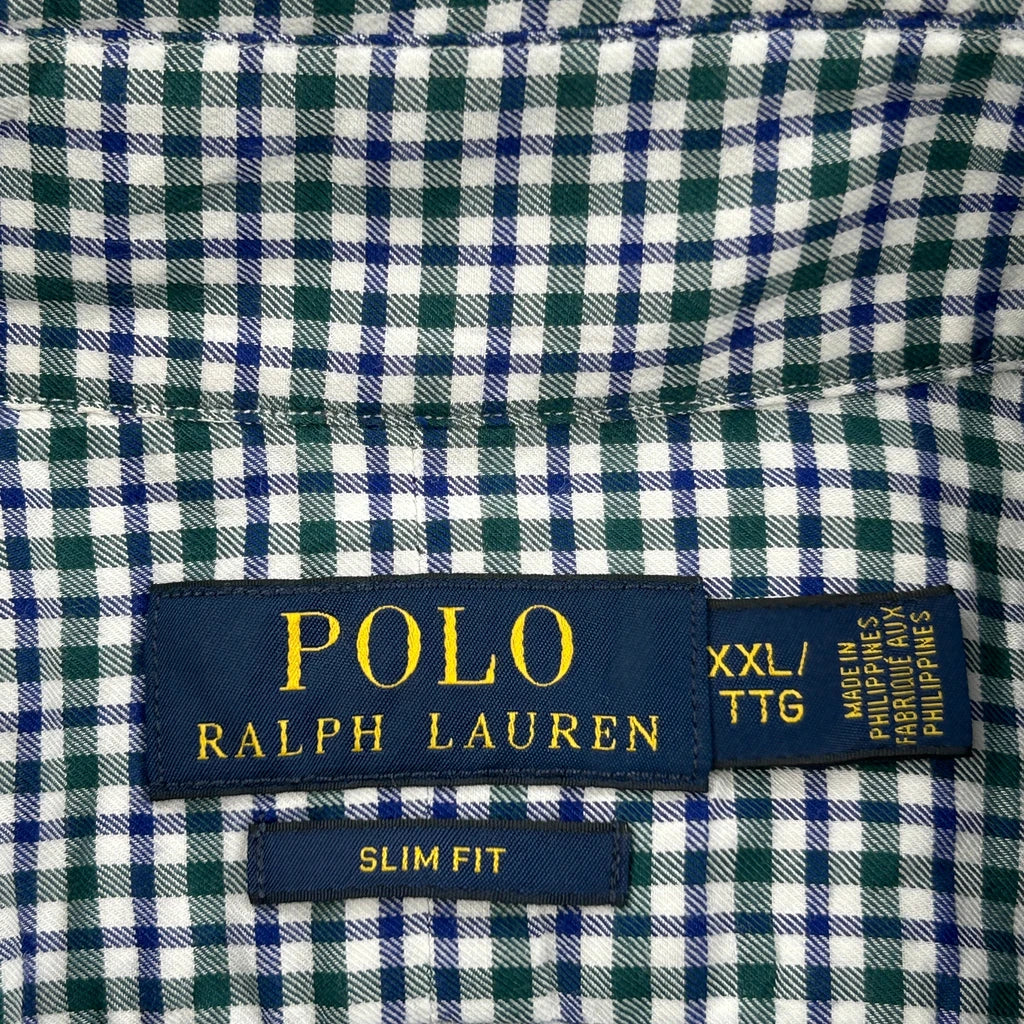 POLO
RALPH LAUREN
XXL/
TTG
MADE IN
PHILIPPINES
FABRIQUÉ AUX
PHILIPPINES
SLIM FIT